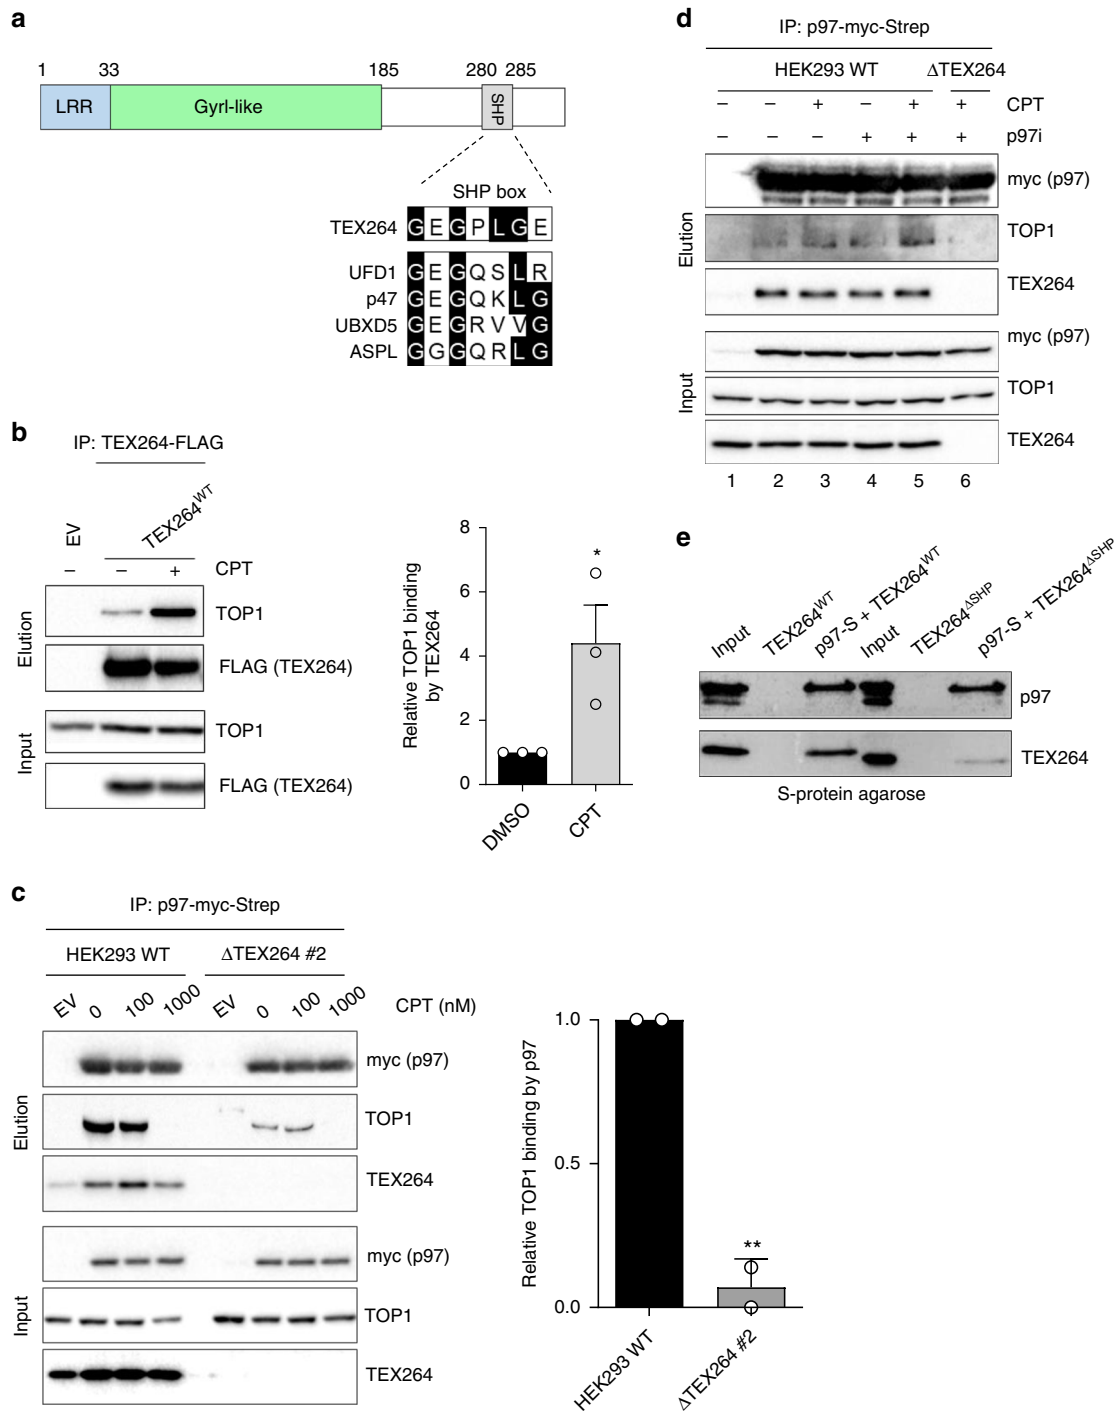 a
1 33 185 280 285
LRR Gyrl-like SHP
SHP box
TEX264 G E G P L G E
UFD1 G E G Q S L R
p47 G E G Q K L G
UBXD5 G E G R V V G
ASPL G G G Q R L G
b
IP: TEX264-FLAG
EV TEX264WT
– – + CPT
Elution
TOP1
FLAG (TEX264)
Input
TOP1
FLAG (TEX264)
Relative TOP1 binding
by TEX264
8
6
4
2
0
*
DMSO CPT
c
IP: p97-myc-Strep
HEK293 WT ΔTEX264 #2
EV 0 100 1000 EV 0 100 1000 CPT (nM)
Elution
myc (p97)
TOP1
TEX264
Input
myc (p97)
TOP1
TEX264
Relative TOP1 binding by p97
1.0
0.5
0.0
**
HEK293 WT ΔTEX264 #2
d
IP: p97-myc-Strep
HEK293 WT ΔTEX264
– – + – + + CPT
– – – + + + p97i
Elution
myc (p97)
TOP1
TEX264
Input
myc (p97)
TOP1
TEX264
1 2 3 4 5 6
e
Input TEX264WT p97-S + TEX264WT Input TEX264ΔSHP p97-S + TEX264ΔSHP
p97
TEX264
S-protein agarose